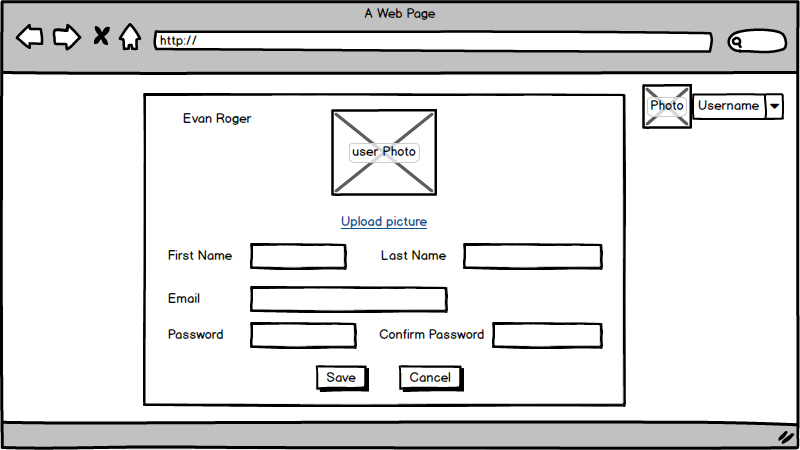 A Web Page
http://
Photo
Username
Evan Roger
user Photo
Upload picture
First Name
Last Name
Email
Password
Confirm Password
Save
Cancel